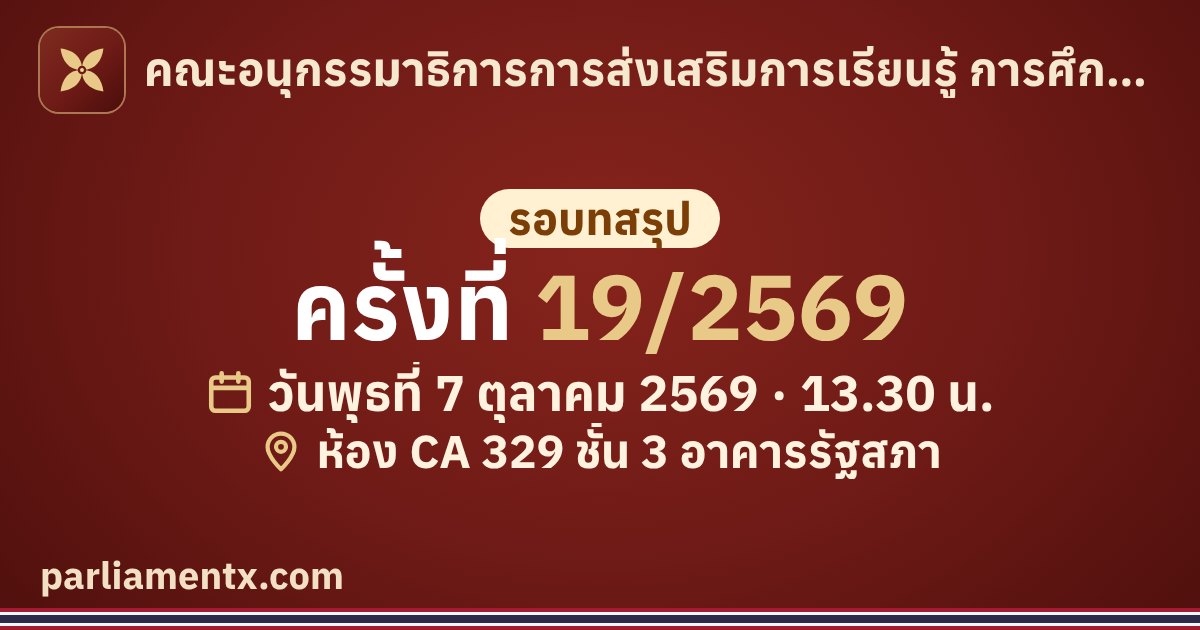 คณะอนุกรรมาธิการการส่งเสริมการเรียนรู้ การศึก...
รอบทสรุป
ครั้งที่ 19/2569
วันพุธที่ 7 ตุลาคม 2569 · 13.30 น.
ห้อง CA 329 ชั้น 3 อาคารรัฐสภา
parliamentx.com